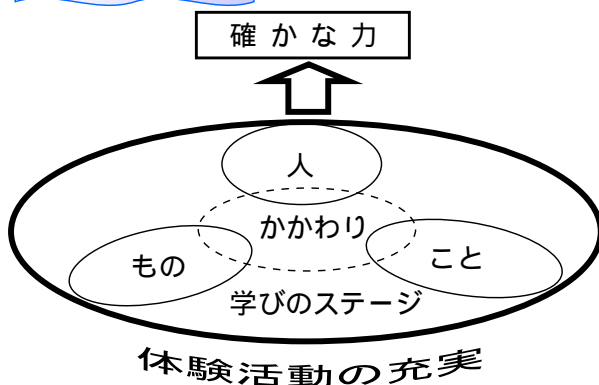 確かな力
人
かかわり
もの
こと
学びのステージ
体験活動の充実